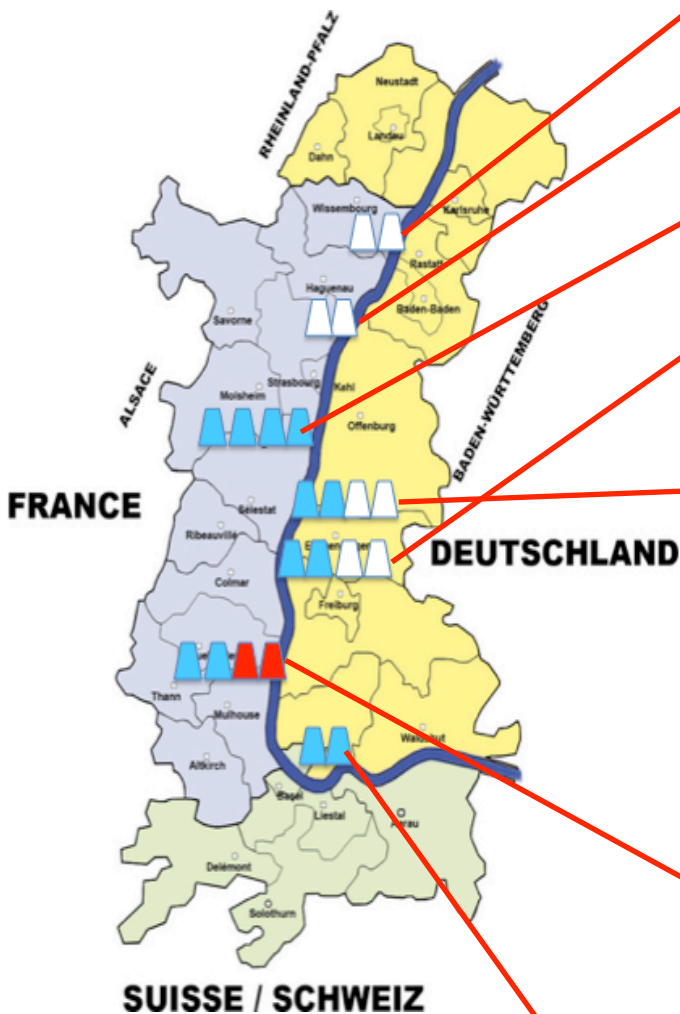 RHEINLAND-PFALZ
Neustadt
Landau
Dahn
Wissembourg
Karlsruhe
Rastatt
Haguenau
Baden-Baden
Savorne
BADEN-WÜRTTEMBERG
ALSACE
Strasbourg
Kehl
Molsheim
Offenburg
FRANCE
Sélestat
Ribeauvillé
DEUTSCHLAND
Colmar
Freiburg
Thann
Mulhouse
Altkirch
Basel
Liestal
Aarau
Delémont
Solothurn
SUISSE / SCHWEIZ